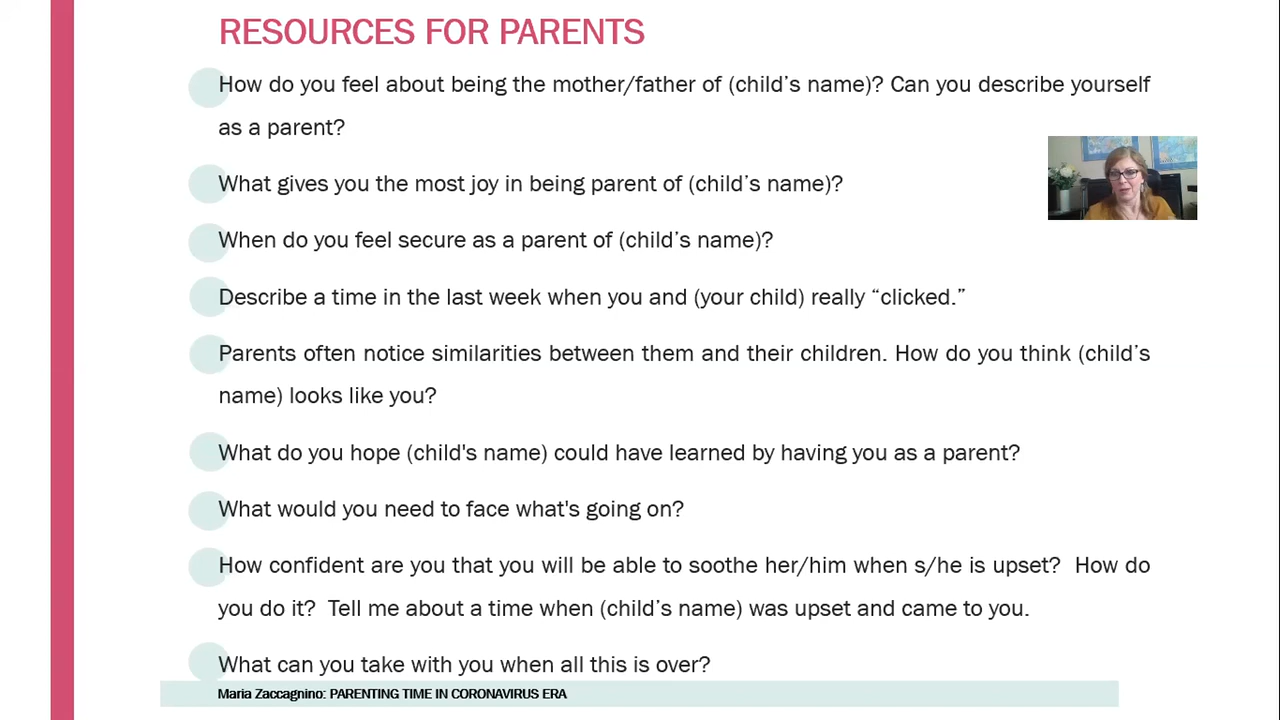 RESOURCES FOR PARENTS
How do you feel about being the mother/father of (child’s name)? Can you describe yourself
as a parent?
What gives you the most joy in being parent of (child’s name)?
When do you feel secure as a parent of (child’s name)?
Describe a time in the last week when you and (your child) really “clicked.”
Parents often notice similarities between them and their children. How do you think (child’s
name) looks like you?
What do you hope (child's name) could have learned by having you as a parent?
What would you need to face what's going on?
How confident are you that you will be able to soothe her/him when s/he is upset?  How do
you do it?  Tell me about a time when (child’s name) was upset and came to you.
What can you take with you when all this is over?
Maria Zaccagnino: PARENTING TIME IN CORONAVIRUS ERA